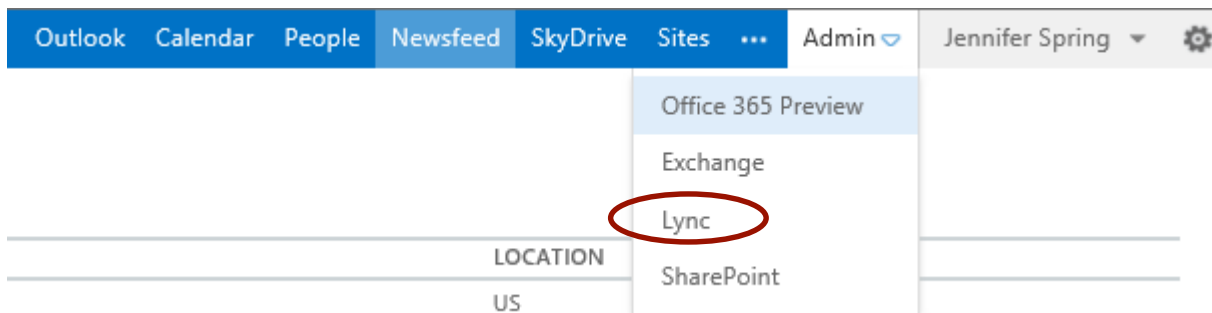 Outlook Calendar People Newsfeed SkyDrive Sites ••• Admin Jennifer Spring
Office 365 Preview
Exchange
Lync
LOCATION
SharePoint
US